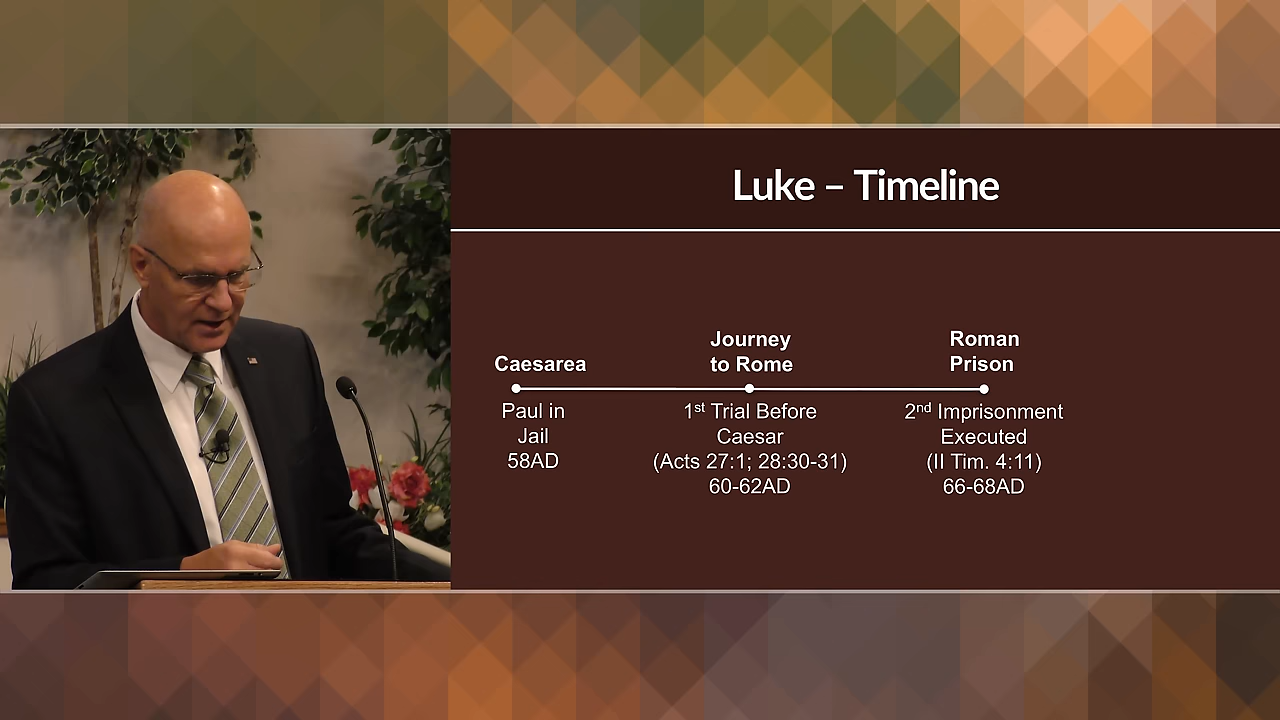 Luke – Timeline
Caesarea
Journey
to Rome
Roman
Prison
Paul in
Jail
58AD
1st Trial Before
Caesar
(Acts 27:1; 28:30-31)
60-62AD
2nd Imprisonment
Executed
(II Tim. 4:11)
66-68AD